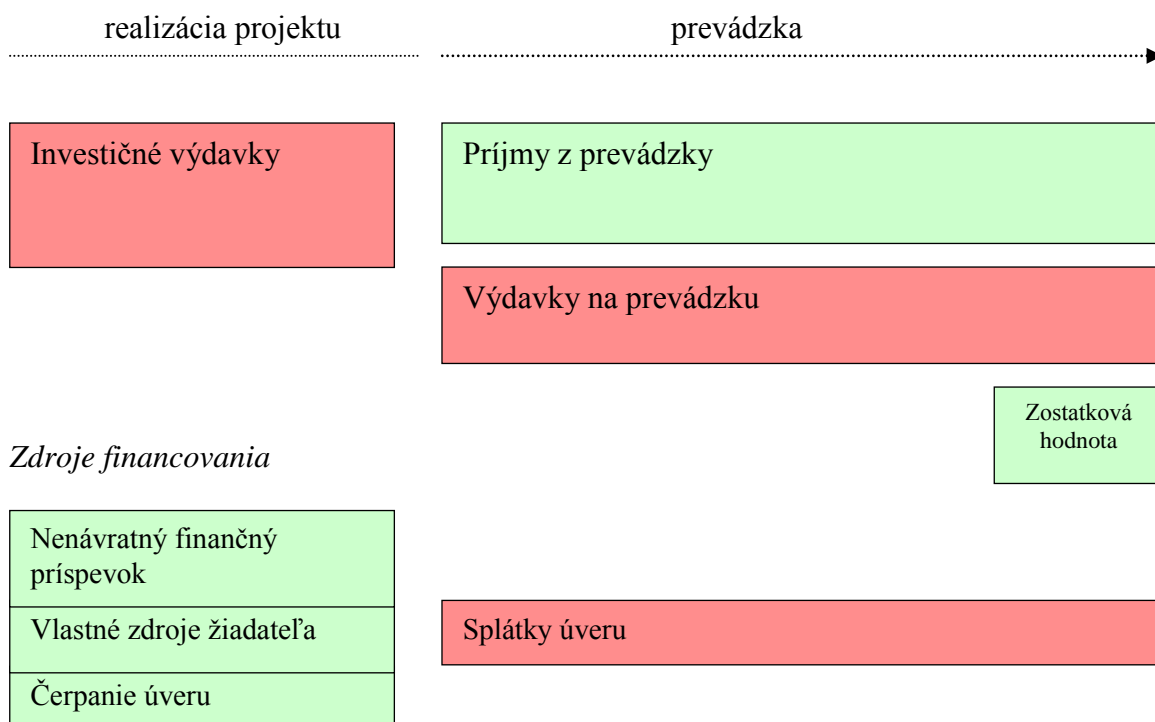 realizácia projektu
prevádzka
Investičné výdavky
Príjmy z prevádzky
Výdavky na prevádzku
Zostatková
hodnota
Zdroje financovania
Nenávratný finančný
príspevok
Vlastné zdroje žiadateľa
Splátky úveru
Čerpanie úveru